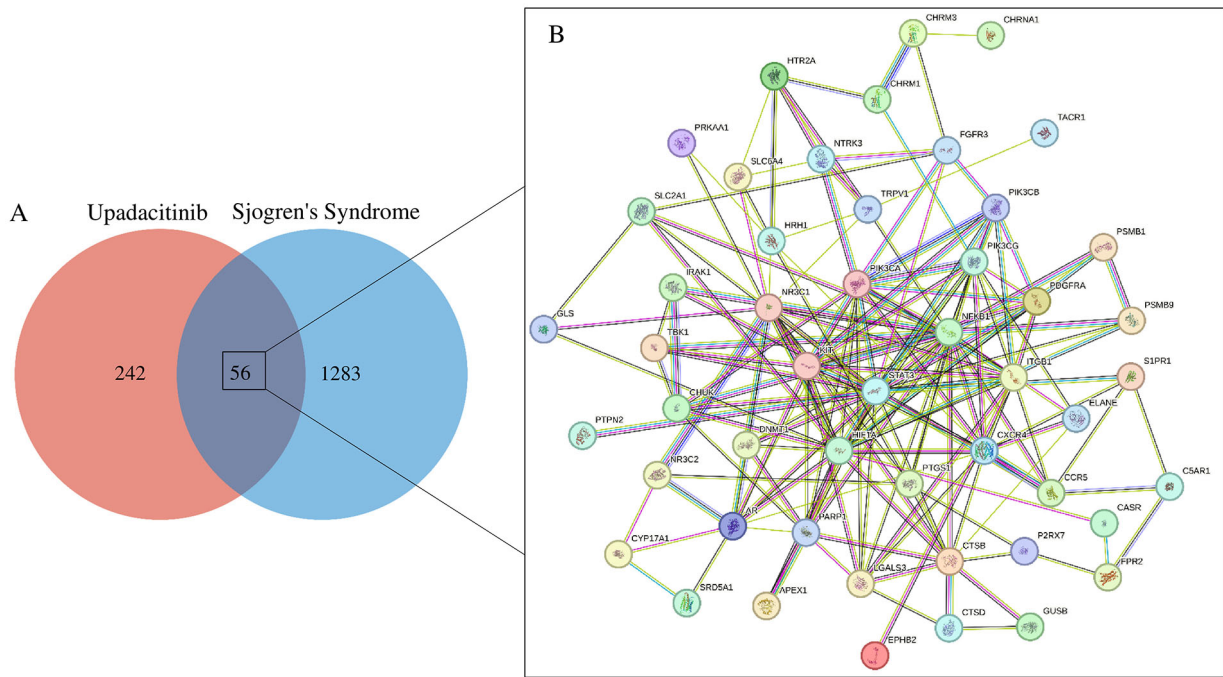 A
Upadacitinib
Sjogren's Syndrome
242
56
1283
B
CHRM3
CHRNA1
HTR2A
CHRM1
TACR1
PRKAA1
FGFR3
NTRK3
SLC6A4
SLC2A1
TRPV1
PIK3CB
HRH1
PSMB1
PIK3CG
IRAK1
PIK3CA
NR3C1
PDGFRA
PSMB9
GLS
NFKB1
TBK1
KIT
ITGB1
S1PR1
STAT3
CHUK
ELANE
PTPN2
DNMT1
HIF1A
CXCR4
NR3C2
PTGS1
CCR5
C5AR1
CASR
AR
PARP1
CYP17A1
CTSB
P2RX7
FPR2
LGALS3
SRD5A1
APEX1
CTSD
GUSB
EPHB2